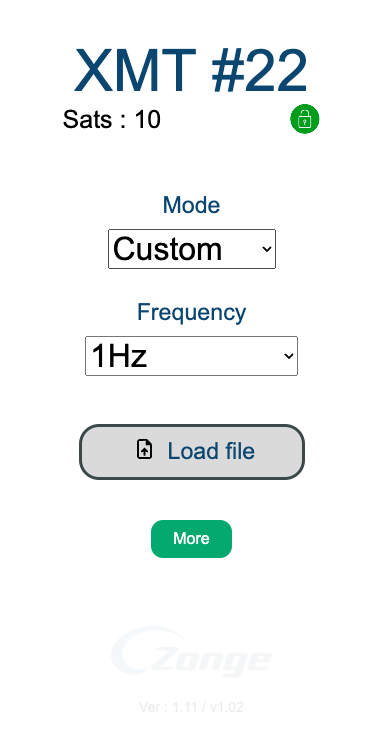 XMT #22
Sats : 10
Mode
Custom
Frequency
1Hz
Load file
More
Zonge
Ver : 1.11 / v1.02